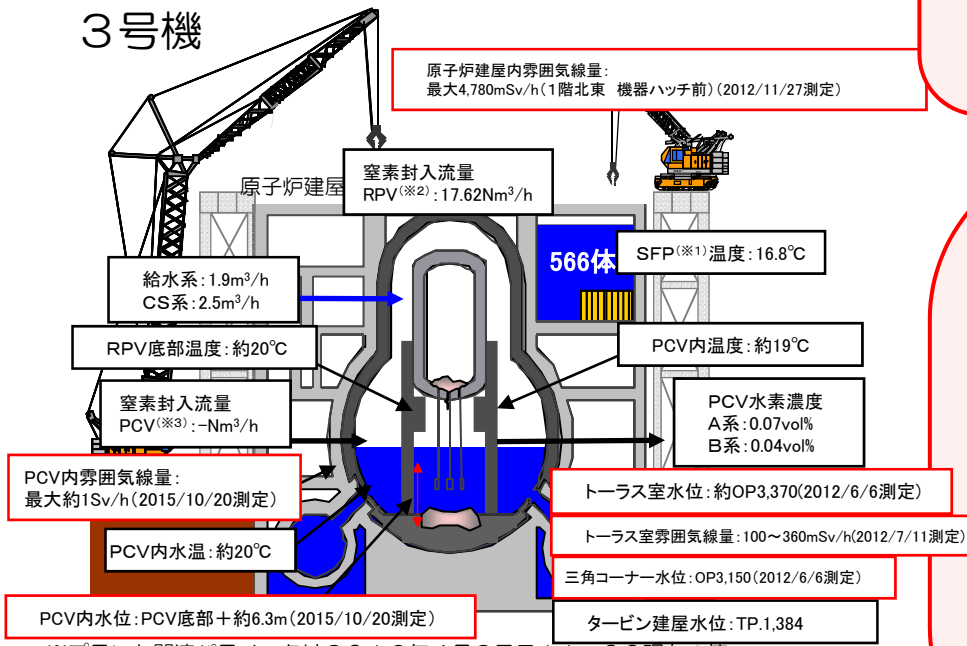 3号機
原子炉建屋内雰囲気線量:
最大4,780mSv/h(1階北東 機器ハッチ前)(2012/11/27測定)
窒素封入流量
RPV(※2):17.62Nm³/h
原子炉建屋
566体
SFP(※1)温度:16.8℃
給水系:1.9m³/h
CS系:2.5m³/h
RPV底部温度:約20℃
PCV内温度:約19℃
窒素封入流量
PCV(※3):-Nm³/h
PCV水素濃度
A系:0.07vol%
B系:0.04vol%
PCV内雰囲気線量:
最大約1Sv/h(2015/10/20測定)
トーラス室水位:約OP3,370(2012/6/6測定)
トーラス室雰囲気線量:100~360mSv/h(2012/7/11測定)
PCV内水温:約20℃
三角コーナー水位:OP3,150(2012/6/6測定)
PCV内水位:PCV底部+約6.3m(2015/10/20測定)
タービン建屋水位:TP.1,384